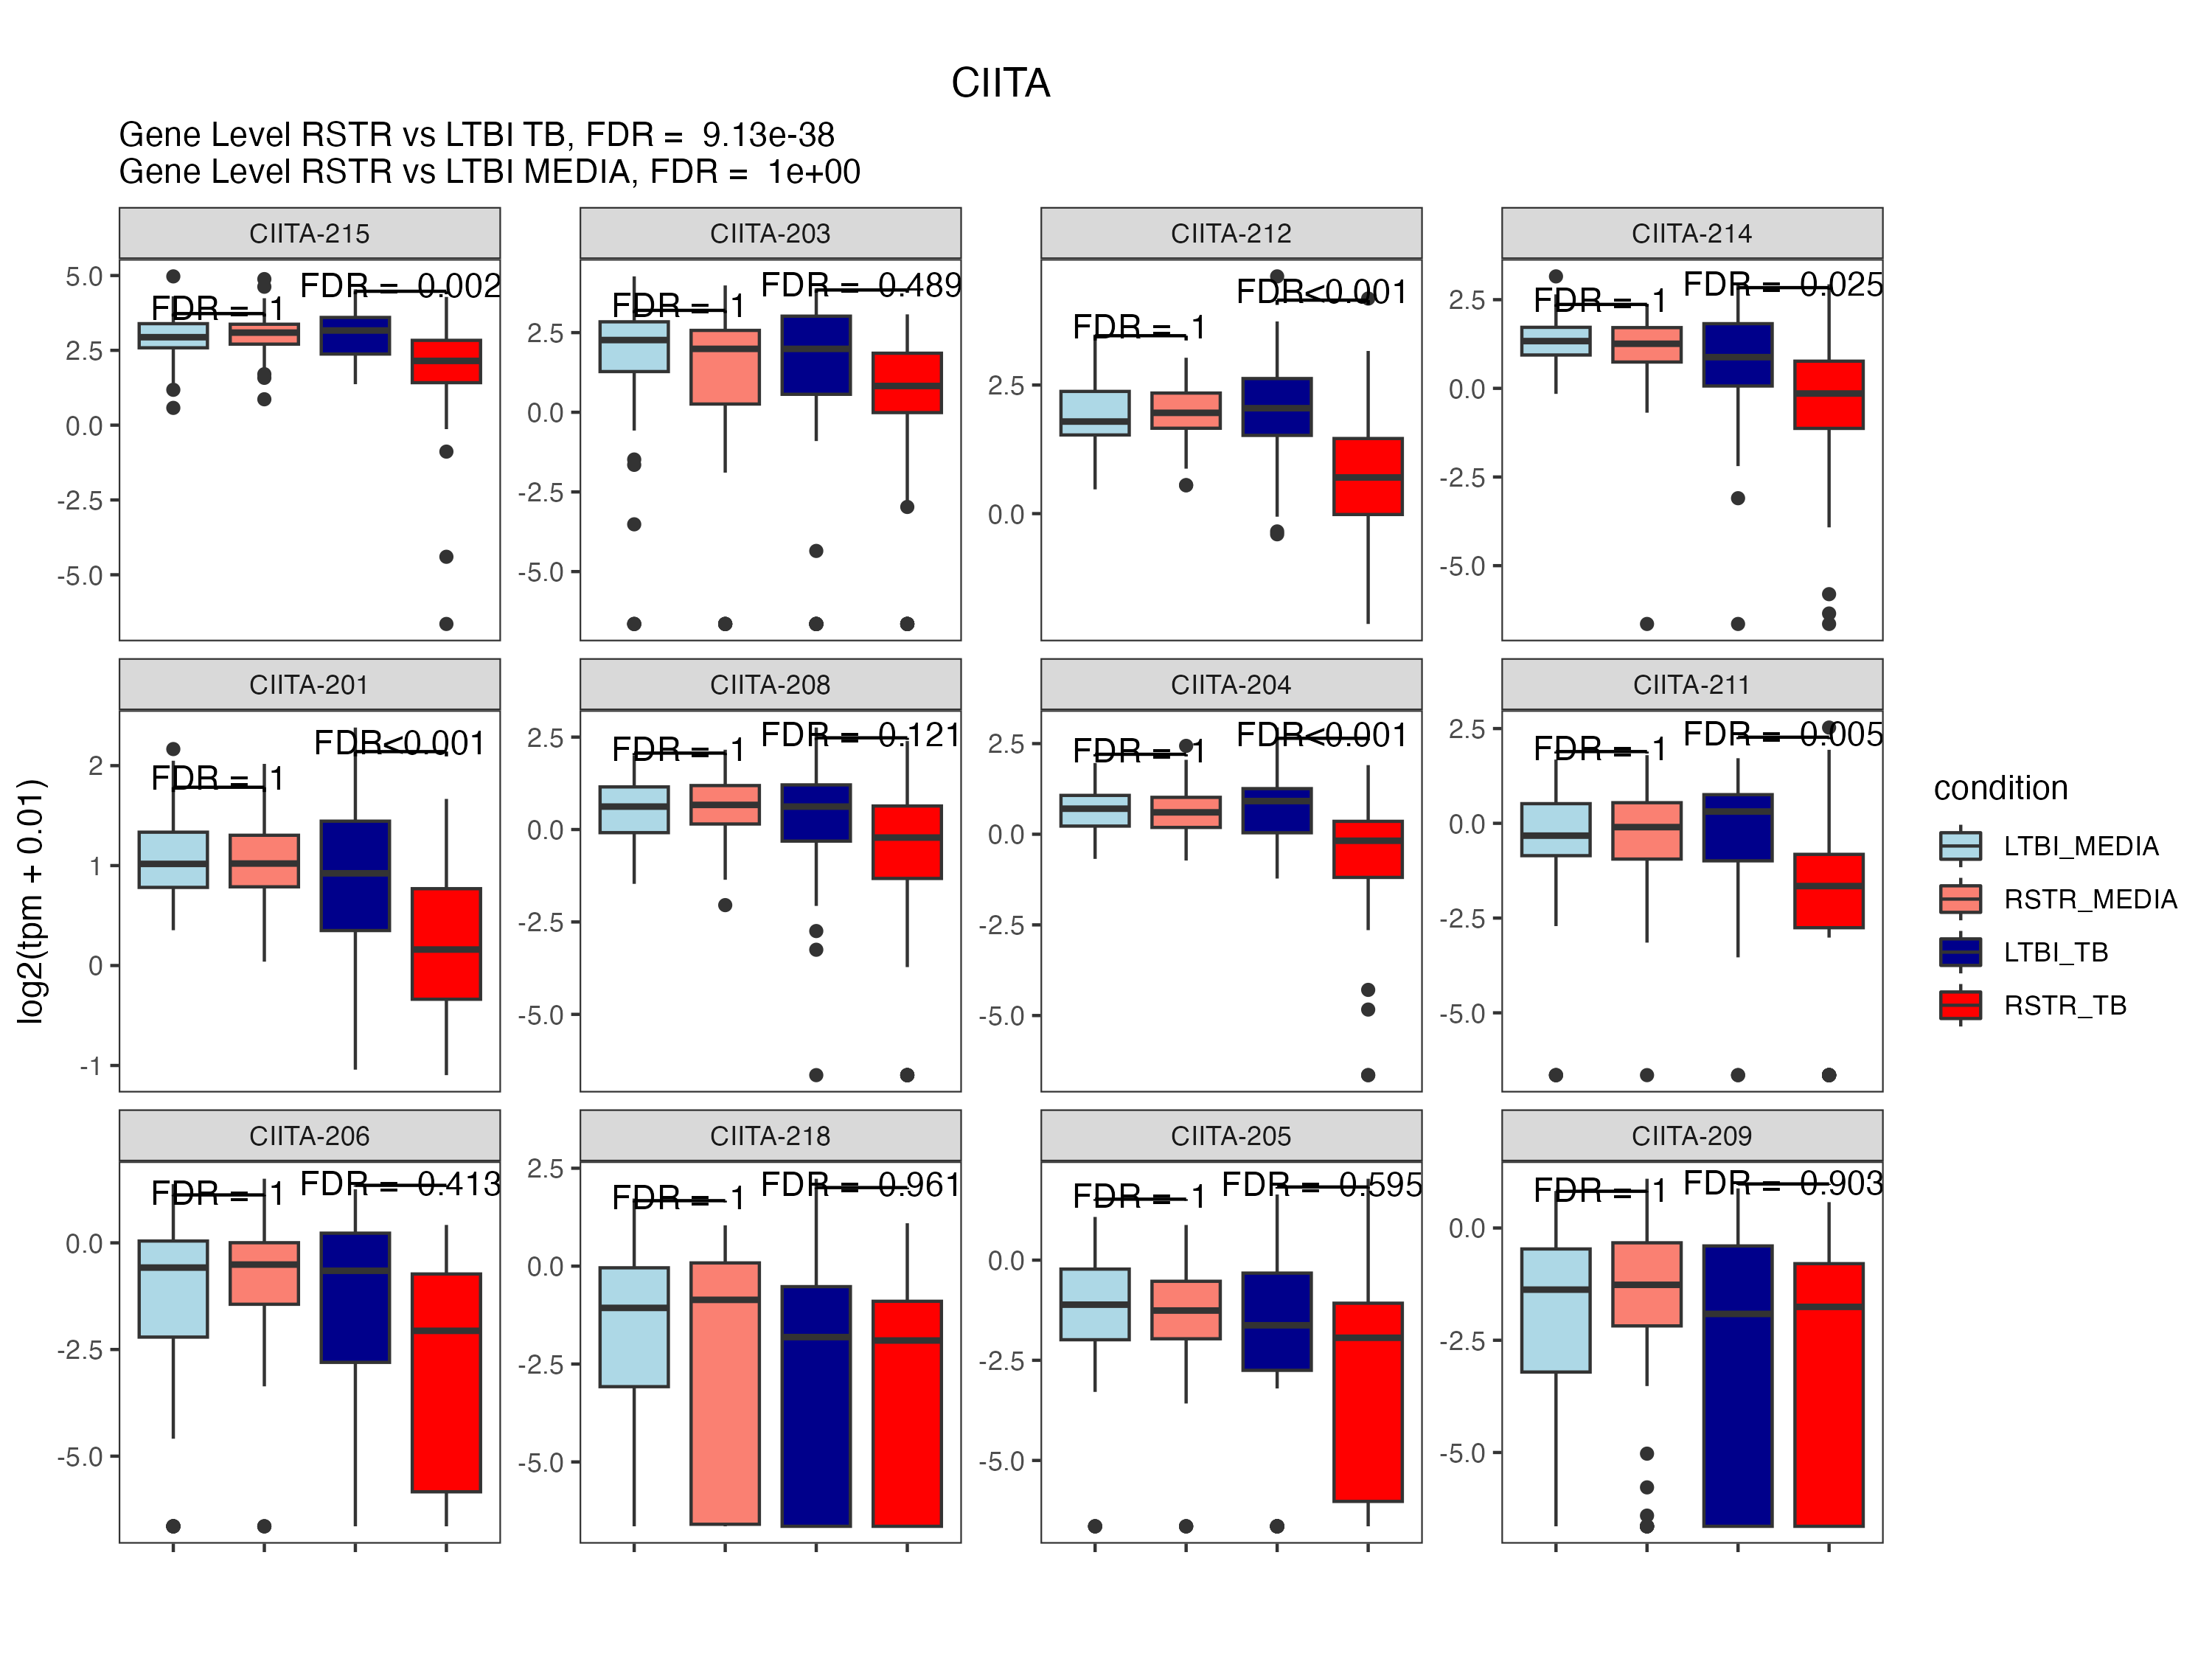 CIITA
Gene Level RSTR vs LTBI TB, FDR =  9.13e-38
Gene Level RSTR vs LTBI MEDIA, FDR =  1e+00
CIITA-215
5.0
2.5
0.0
-2.5
-5.0
FDR = 1
FDR = 0.002
CIITA-203
2.5
0.0
-2.5
-5.0
FDR = 1
FDR = 0.489
CIITA-212
2.5
0.0
FDR = 1
FDR<0.001
CIITA-214
2.5
0.0
-2.5
-5.0
FDR = 1
FDR = 0.025
log2(tpm + 0.01)
CIITA-201
2
1
0
-1
FDR = 1
FDR<0.001
CIITA-208
2.5
0.0
-2.5
-5.0
FDR = 1
FDR = 0.121
CIITA-204
2.5
0.0
-2.5
-5.0
FDR = 1
FDR<0.001
CIITA-211
2.5
0.0
-2.5
-5.0
FDR = 1
FDR = 0.005
CIITA-206
0.0
-2.5
-5.0
FDR = 1
FDR = 0.413
CIITA-218
2.5
0.0
-2.5
-5.0
FDR = 1
FDR = 0.961
CIITA-205
0.0
-2.5
-5.0
FDR = 1
FDR = 0.595
CIITA-209
0.0
-2.5
-5.0
FDR = 1
FDR = 0.903
condition
LTBI_MEDIA
RSTR_MEDIA
LTBI_TB
RSTR_TB